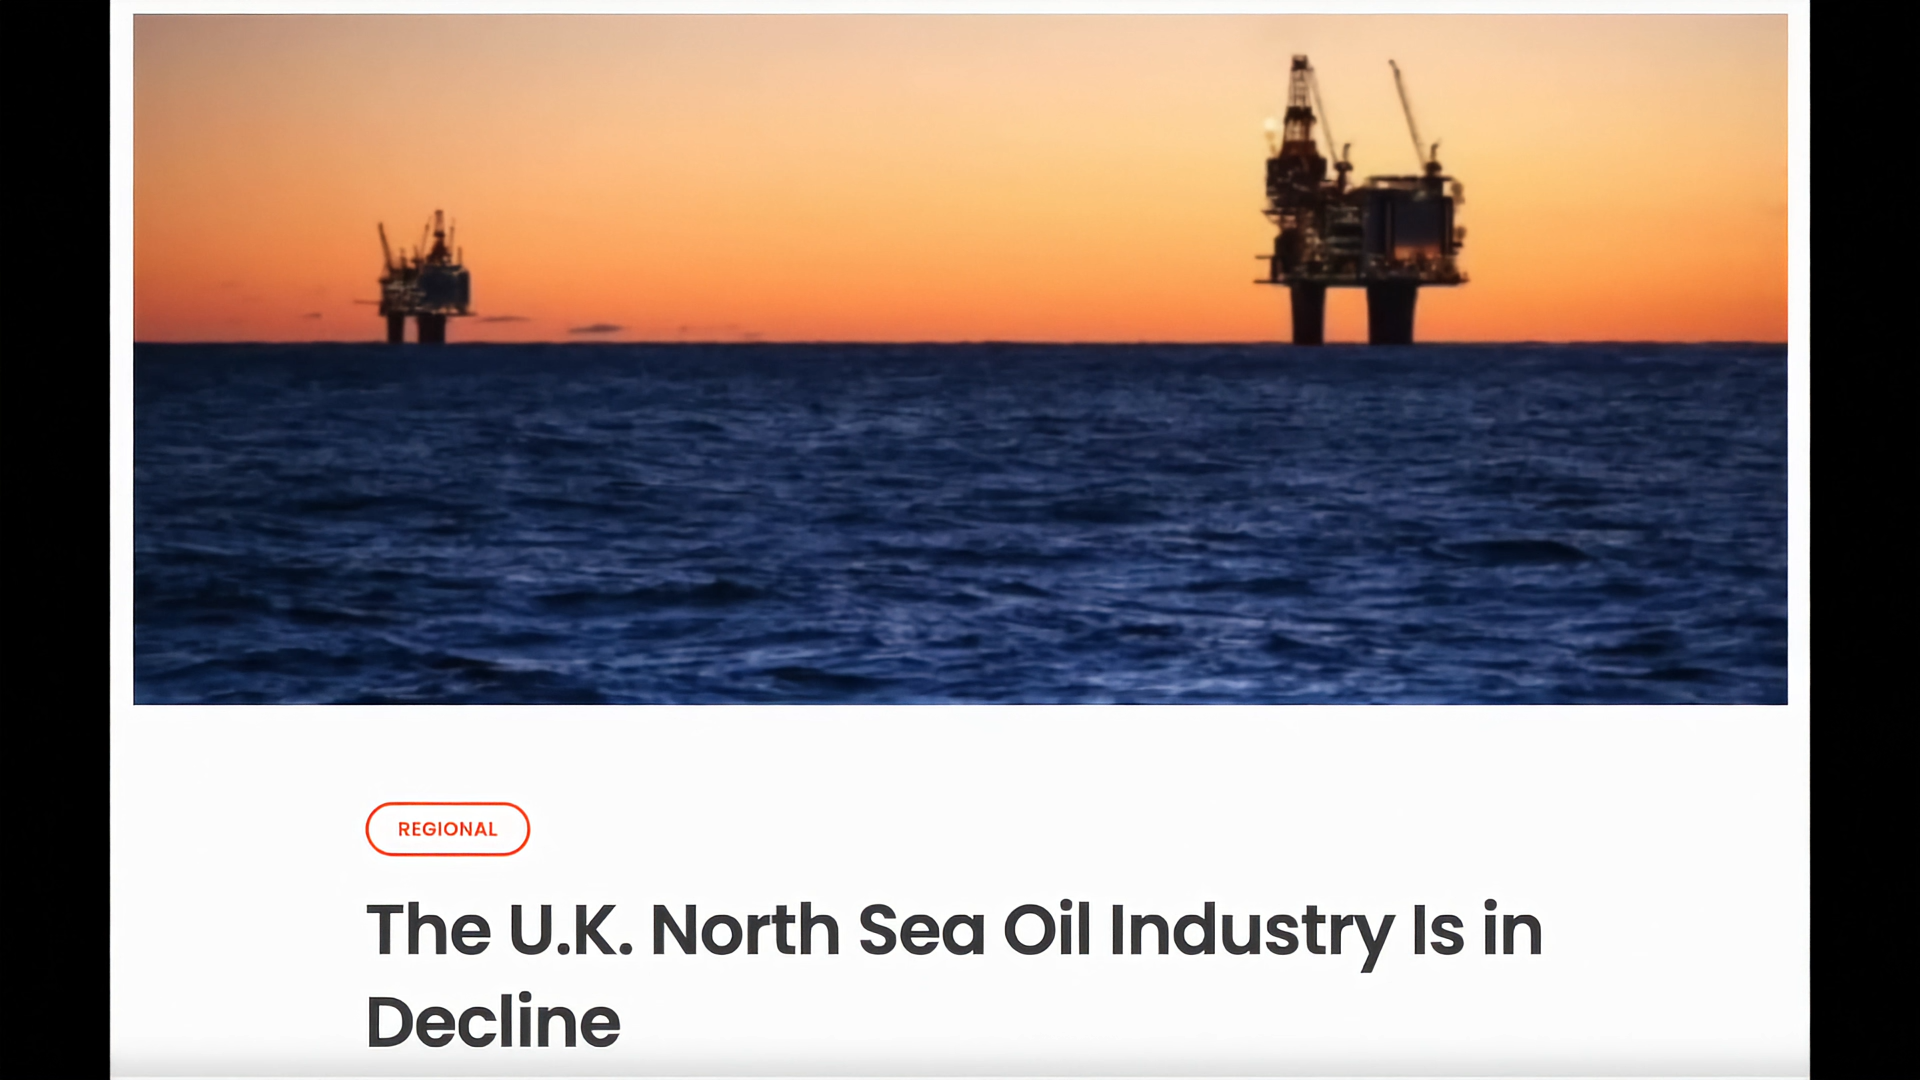 REGIONAL
The U.K. North Sea Oil Industry Is in
Decline